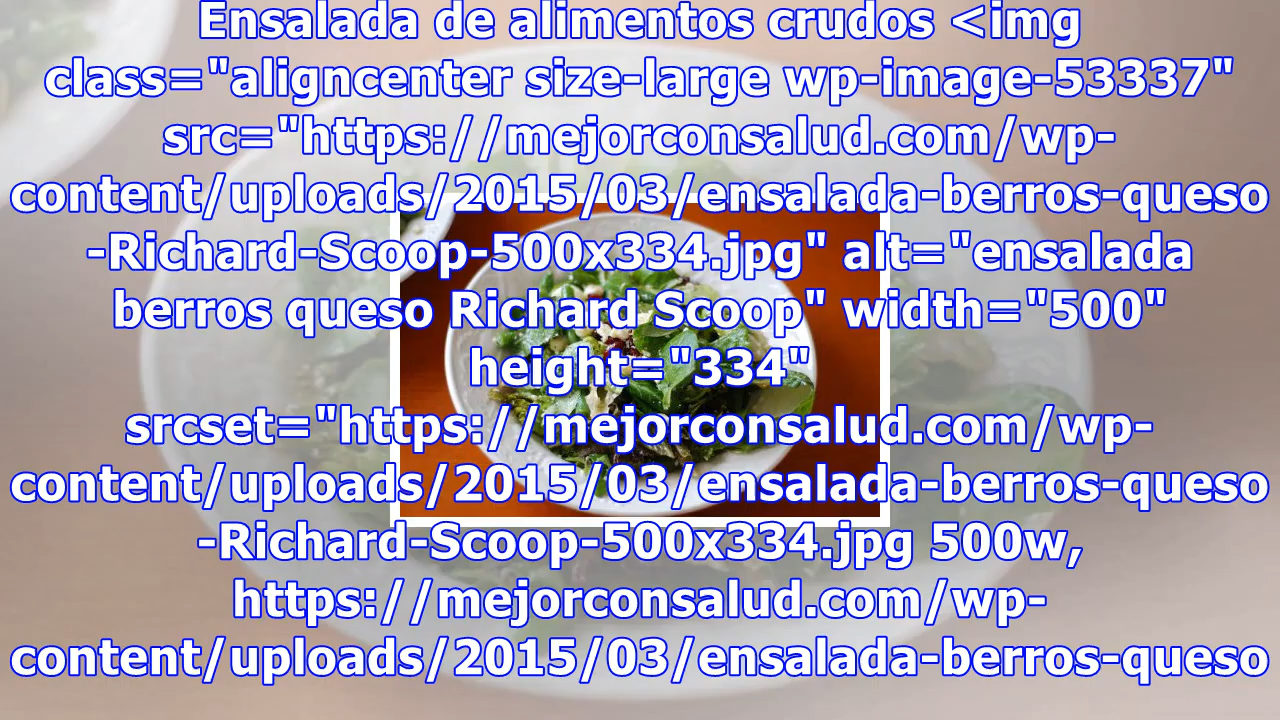 Ensalada de alimentos crudos <img
class="aligncenter size-large wp-image-53337"
src="https://mejorconsalud.com/wp-
content/uploads/2015/03/ensalada-berros-queso
-Richard-Scoop-500x334.jpg" alt="ensalada
berros queso Richard Scoop" width="500"
height="334"
srcset="https://mejorconsalud.com/wp-
content/uploads/2015/03/ensalada-berros-queso
-Richard-Scoop-500x334.jpg 500w,
https://mejorconsalud.com/wp-
content/uploads/2015/03/ensalada-berros-queso